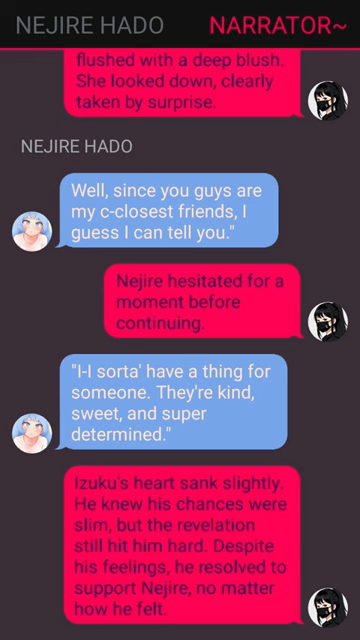 NEJIRE HADO NARRATOR~
flushed with a deep blush.
She looked down, clearly
taken by surprise.
NEJIRE HADO
Well, since you guys are
my c-closest friends, I
guess I can tell you."
Nejire hesitated for a
moment before
continuing.
"I-I sorta' have a thing for
someone. They're kind,
sweet, and super
determined."
Izuku's heart sank slightly.
He knew his chances were
slim, but the revelation
still hit him hard. Despite
his feelings, he resolved to
support Nejire, no matter
how he felt.